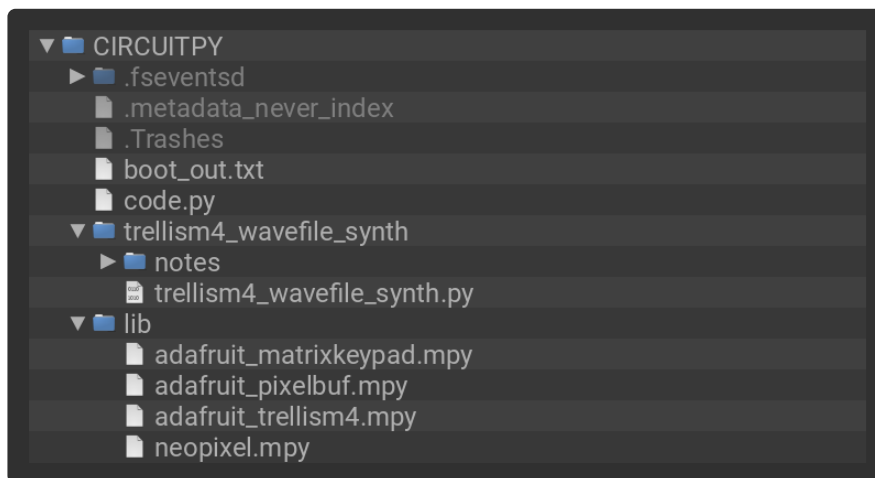 CIRCUITPY
.fseventsd
.metadata_never_index
.Trashes
boot_out.txt
code.py
trellism4_wavefile_synth
notes
trellism4_wavefile_synth.py
lib
adafruit_matrixkeypad.mpy
adafruit_pixelbuf.mpy
adafruit_trellism4.mpy
neopixel.mpy